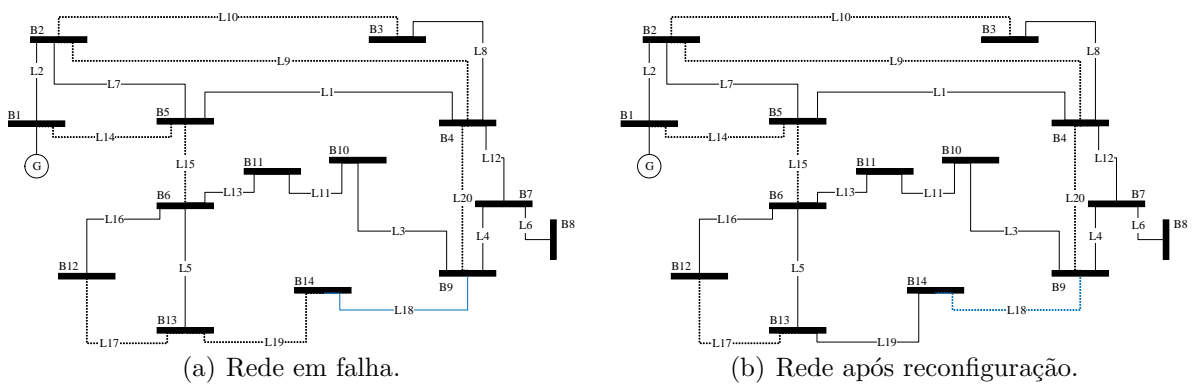 L10
B2
B3
L9
L8
L2
L7
L1
B1
B5
B4
L14
G
L15
B11
B10
L12
L13
L11
B6
B7
L20
L16
L6
B8
L3
L4
L5
B12
B14
B9
L18
B13
L17
L19
(a) Rede em falha.
L10
B2
B3
L9
L8
L2
L7
L1
B1
B5
B4
L14
G
L15
B11
B10
L12
L13
L11
B6
B7
L20
L16
L6
B8
L3
L4
L5
B12
B14
B9
L18
B13
L17
L19
(b) Rede após reconfiguração.